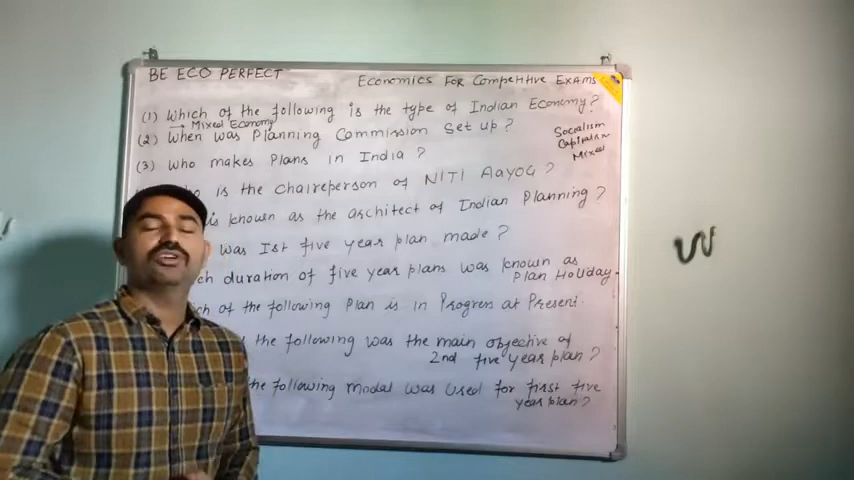 BE ECO PERFECT
Economics For Competitive Exams
(1) Which of the following is the type of Indian Economy?
→ Mixed Economy
Socialism
Capitalism
Mixed
(2) When was Planning Commission Set up?
(3) Who makes Plans in India?
is the chaireperson of NITI Aayog?
is known as the architect of Indian Planning?
was Ist five year plan made?
ch duration of five year plans was known as
Plan Holiday.
ch of the following Plan is in Progress at Present.
the following was the main objective of
2nd five year plan?
the following modal was used for first five
year plan?